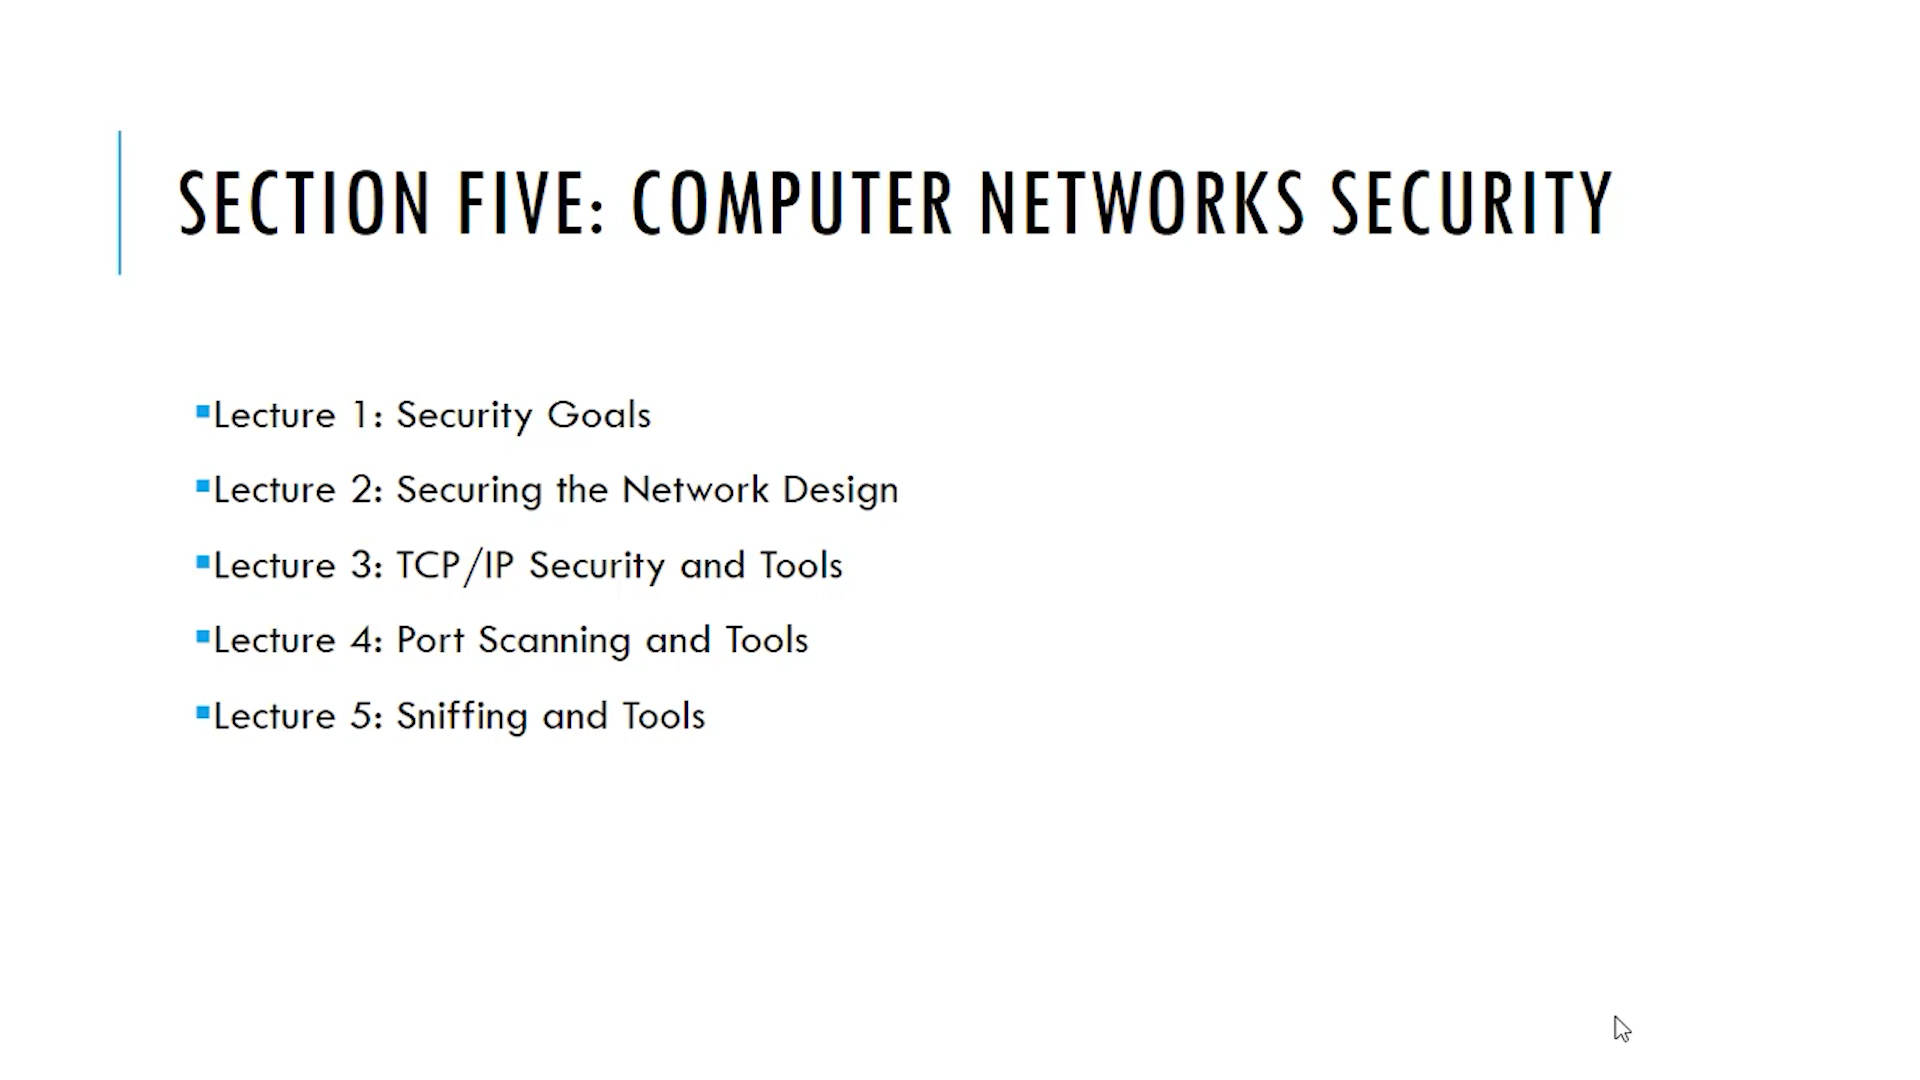 SECTION FIVE: COMPUTER NETWORKS SECURITY
▪Lecture 1: Security Goals
▪Lecture 2: Securing the Network Design
▪Lecture 3: TCP/IP Security and Tools
▪Lecture 4: Port Scanning and Tools
▪Lecture 5: Sniffing and Tools